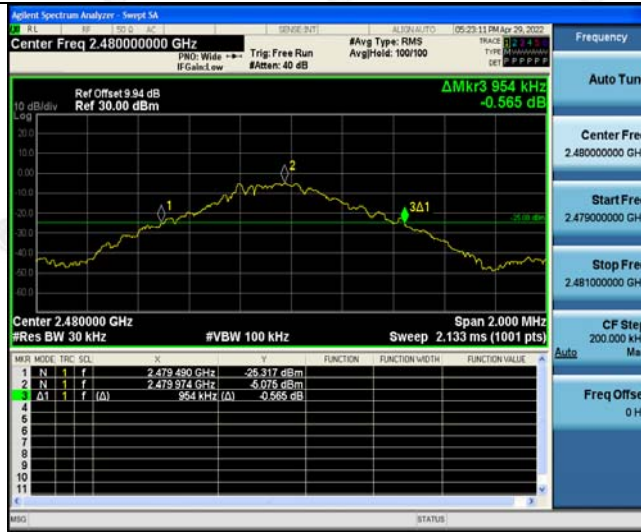 Agilent Spectrum Analyzer - Swept SA
RL RF 50 Ω AC SENSE:INT ALIGNAUTO 05:23:11 PM Apr 29, 2022
Center Freq 2.480000000 GHz
PNO: Wide
IFGain:Low
Trig: Free Run
#Atten: 40 dB
#Avg Type: RMS
Avg|Hold: 100/100
TRACE 1 2 3 4 5 6
TYPE M
DET P P P P P P
Ref Offset 9.94 dB
Ref 30.00 dBm
10 dB/div
Log
ΔMkr3 954 kHz
-0.565 dB
20.0
10.0
0.00
-10.0
-20.0
-30.0
-40.0
-50.0
-60.0
1
2
3Δ1
-25.08 dBm
Center 2.480000 GHz
Span 2.000 MHz
#Res BW 30 kHz
#VBW 100 kHz
Sweep 2.133 ms (1001 pts)
MKR MODE TRC SCL X Y FUNCTION FUNCTION WIDTH FUNCTION VALUE
1 N 1 f 2.479 490 GHz -25.317 dBm
2 N 1 f 2.479 974 GHz -5.075 dBm
3 Δ1 1 f (Δ) 954 kHz (Δ) -0.565 dB
4
5
6
7
8
9
10
11
MSG
STATUS
Frequency
Auto Tun
Center Fre
2.480000000 GH
Start Fre
2.479000000 GH
Stop Fre
2.481000000 GH
CF Ste
200.000 kH
Auto Ma
Freq Offse
0 H